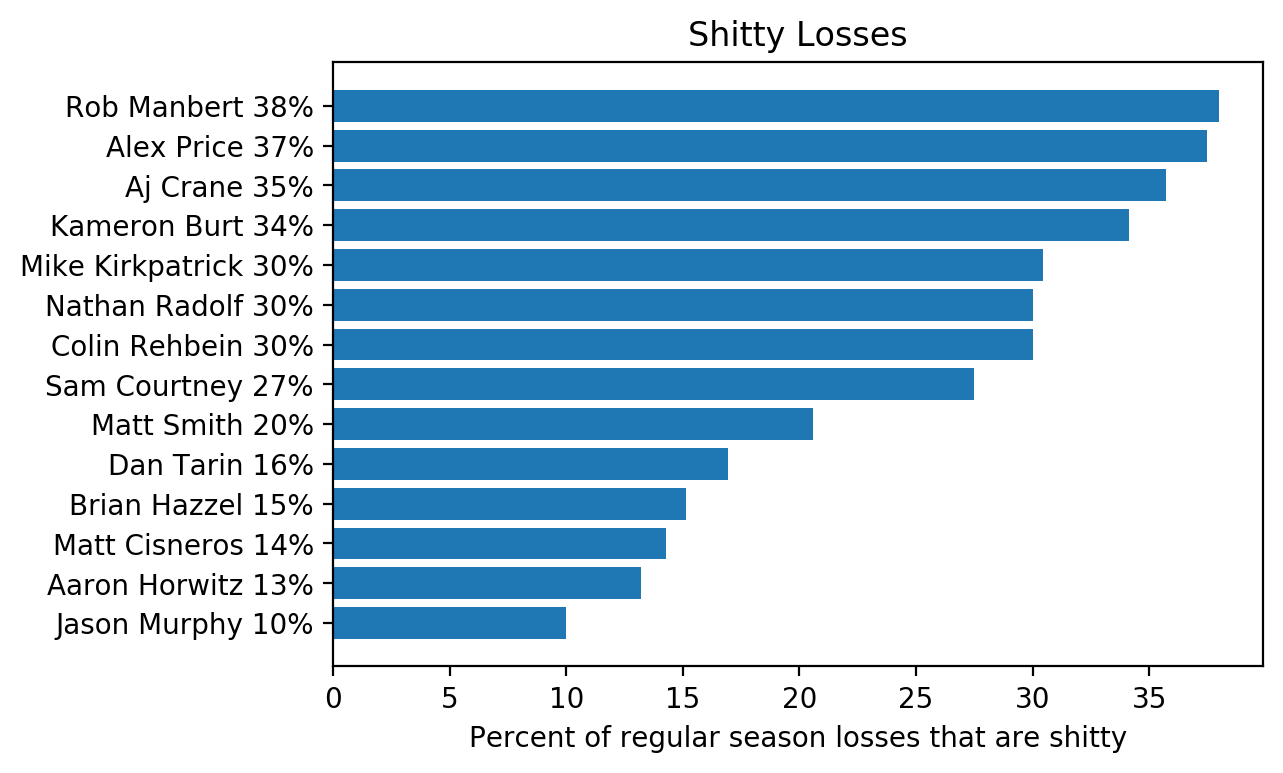 Shitty Losses
Rob Manbert 38%
Alex Price 37%
Aj Crane 35%
Kameron Burt 34%
Mike Kirkpatrick 30%
Nathan Radolf 30%
Colin Rehbein 30%
Sam Courtney 27%
Matt Smith 20%
Dan Tarin 16%
Brian Hazzel 15%
Matt Cisneros 14%
Aaron Horwitz 13%
Jason Murphy 10%
0 5 10 15 20 25 30 35
Percent of regular season losses that are shitty